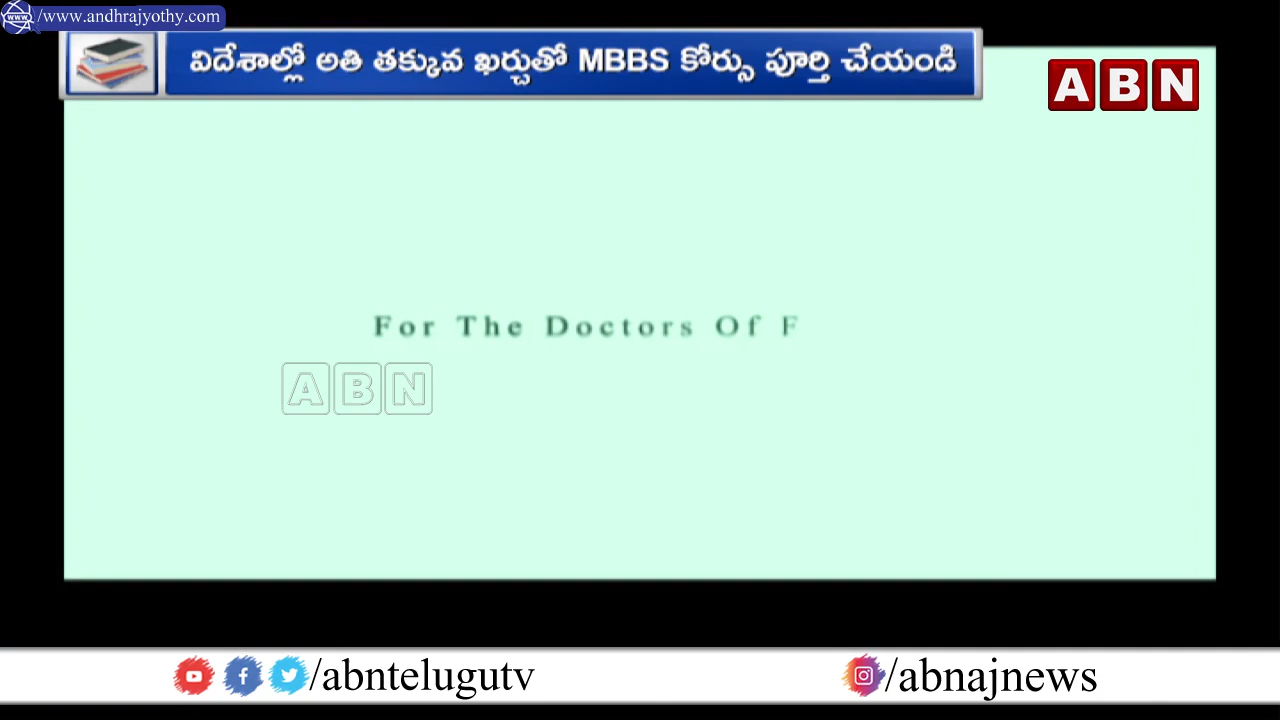 /www.andhrajyothy.com
విదేశాల్లో అతి తక్కువ ఖర్చుతో MBBS కోర్సు పూర్తి చేయండి
ABN
For The Doctors Of F
ABN
/abntelugutv
/abnajnews